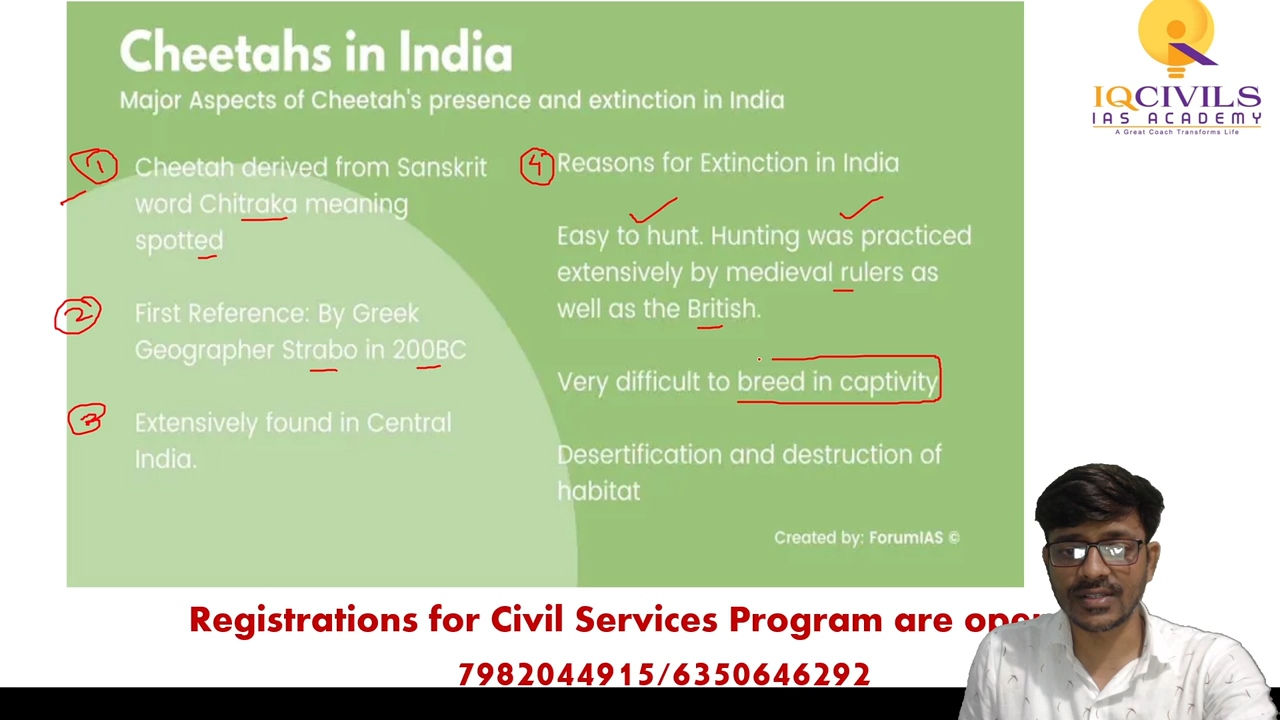 Cheetahs in India
Major Aspects of Cheetah's presence and extinction in India
1
Cheetah derived from Sanskrit
word Chitraka meaning
spotted
2
First Reference: By Greek
Geographer Strabo in 200BC
3
Extensively found in Central
India.
4
Reasons for Extinction in India
Easy to hunt. Hunting was practiced
extensively by medieval rulers as
well as the British.
Very difficult to breed in captivity
Desertification and destruction of
habitat
Created by: ForumIAS ©
IQCIVILS
IAS ACADEMY
A Great Coach Transforms Life
Registrations for Civil Services Program are
7982044915/6350646292